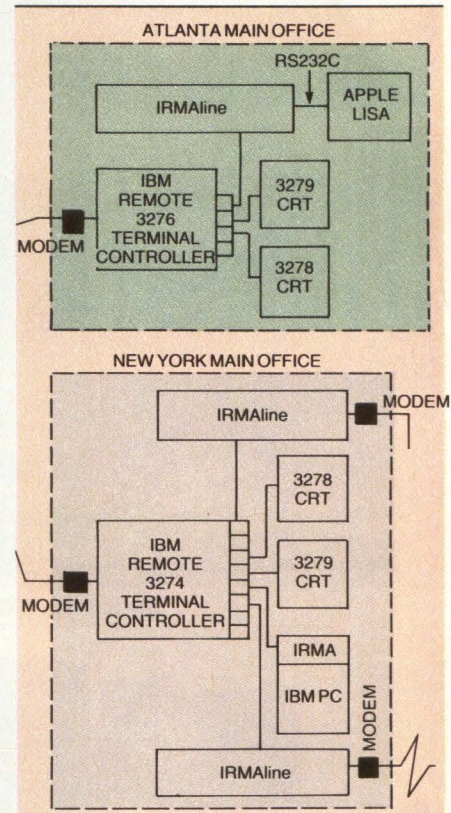 ATLANTA MAIN OFFICE
RS232C
IRMAline
APPLE
LISA
IBM
REMOTE
3276
TERMINAL
CONTROLLER
3279
CRT
3278
CRT
MODEM
NEW YORK MAIN OFFICE
IRMAline
MODEM
3278
CRT
IBM
REMOTE
3274
TERMINAL
CONTROLLER
3279
CRT
MODEM
IRMA
IBM PC
MODEM
IRMAline